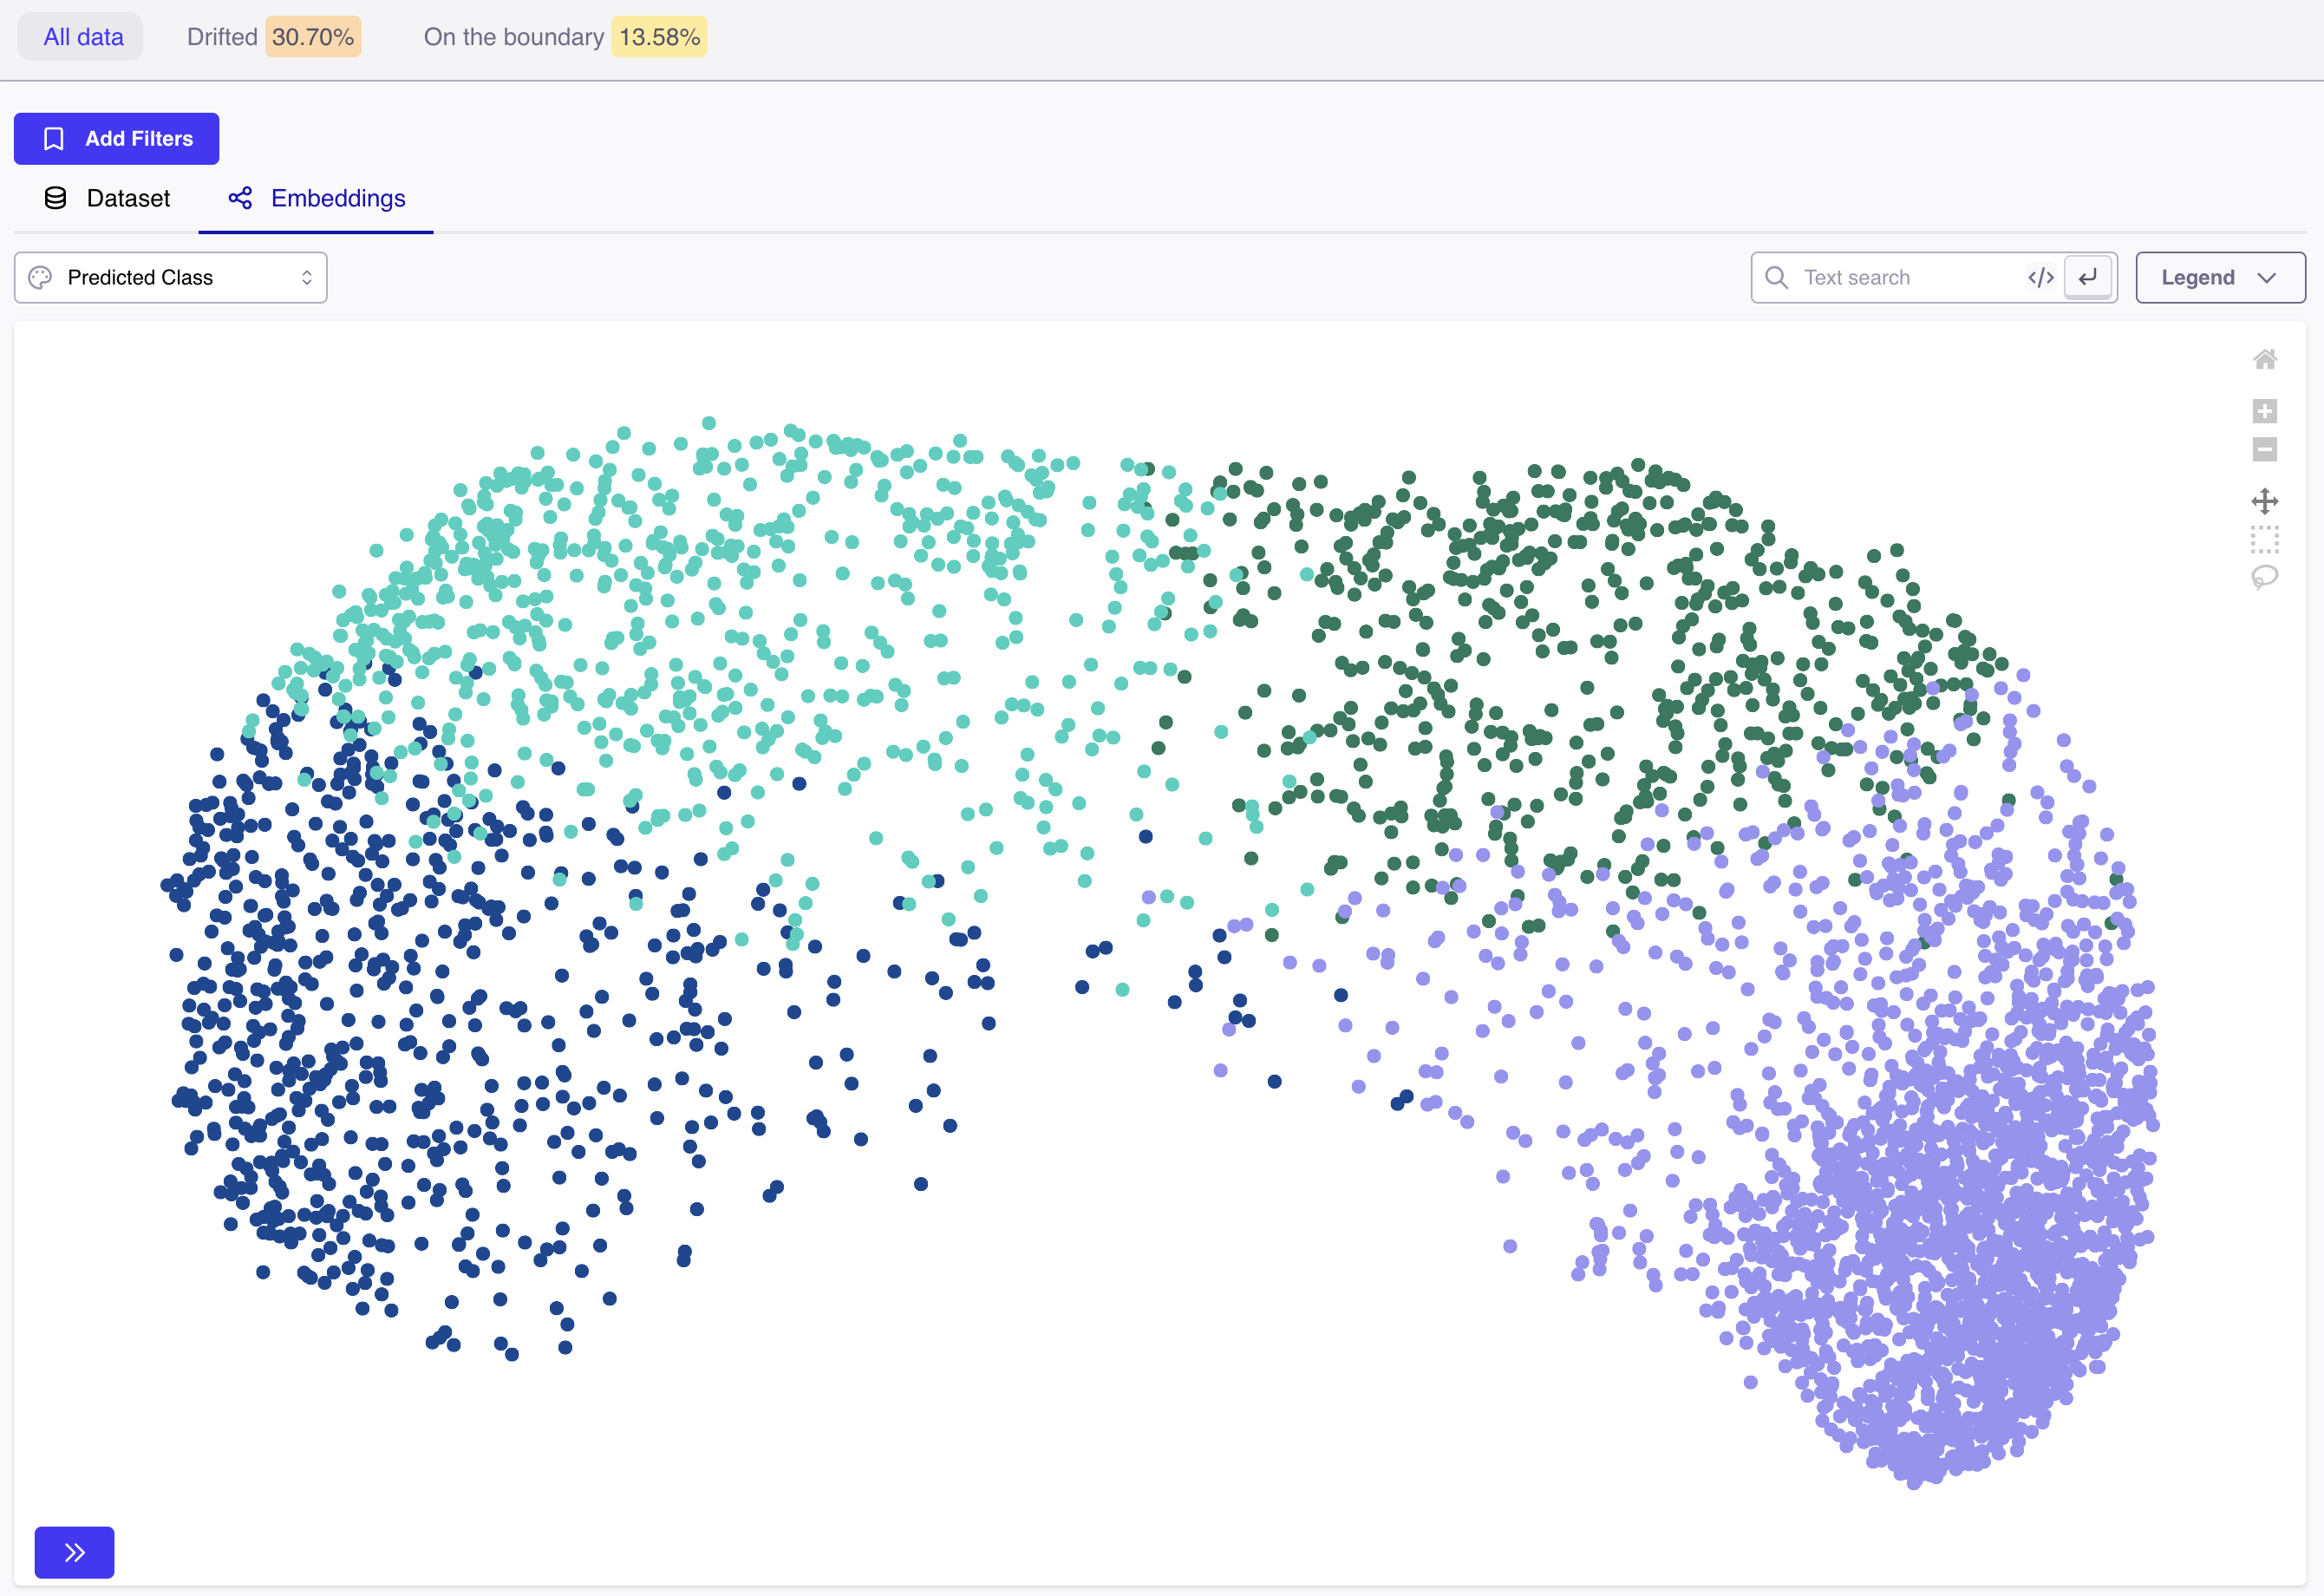 All data Drifted 30.70% On the boundary 13.58%
Add Filters
Dataset Embeddings
Predicted Class Text search </> Legend